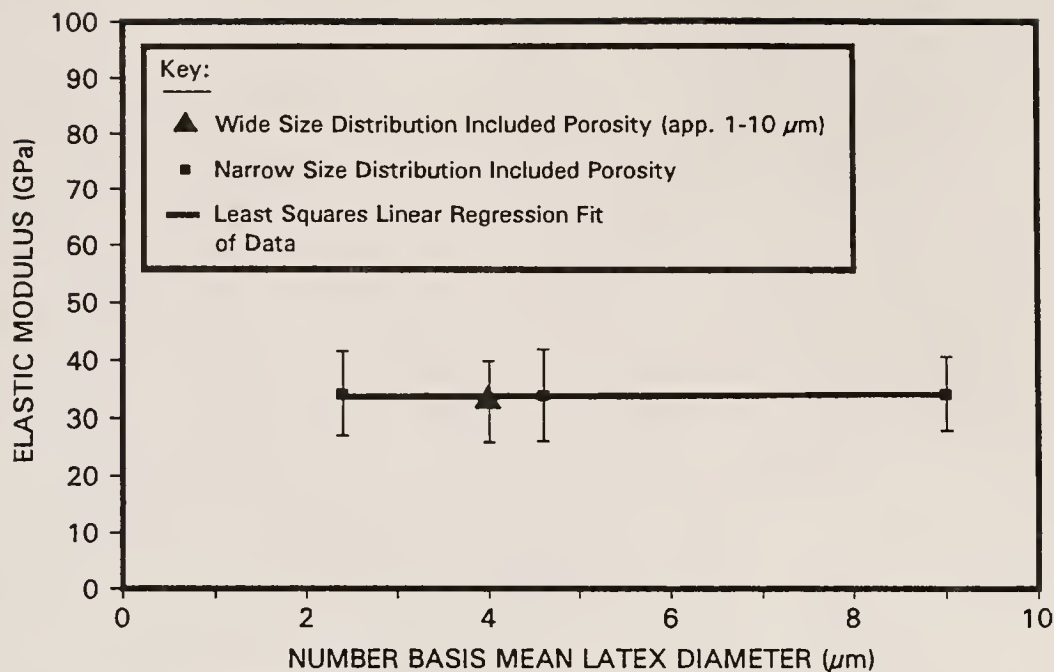 100
90
80
70
60
50
40
30
20
10
0
ELASTIC MODULUS (GPa)
Key:
Wide Size Distribution Included Porosity (app. 1-10 μm)
Narrow Size Distribution Included Porosity
Least Squares Linear Regression Fit
of Data
0 2 4 6 8 10
NUMBER BASIS MEAN LATEX DIAMETER (μm)